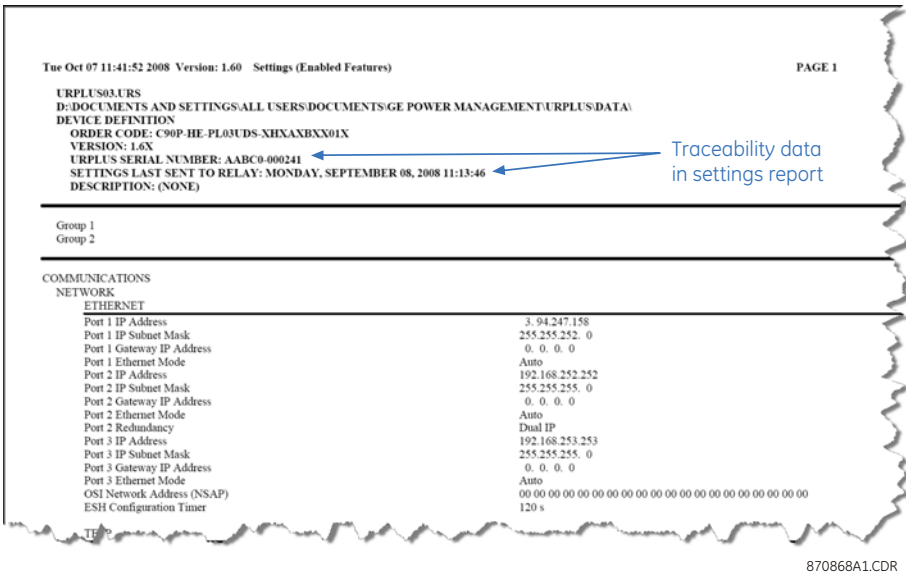 Tue Oct 07 11:41:52 2008 Version: 1.60 Settings (Enabled Features) PAGE 1
URPLUS03.URS
D:\DOCUMENTS AND SETTINGS\ALL USERS\DOCUMENTS\GE POWER MANAGEMENT\URPLUS\DATA\
DEVICE DEFINITION
ORDER CODE: C90P-HE-PL03UDS-XHXAXBXX01X
VERSION: 1.6X
URPLUS SERIAL NUMBER: AABC0-000241
SETTINGS LAST SENT TO RELAY: MONDAY, SEPTEMBER 08, 2008 11:13:46
DESCRIPTION: (NONE)
Traceability data
in settings report
Group 1
Group 2
COMMUNICATIONS
NETWORK
ETHERNET
Port 1 IP Address 3. 94.247.158
Port 1 IP Subnet Mask 255.255.252. 0
Port 1 Gateway IP Address 0. 0. 0. 0
Port 1 Ethernet Mode Auto
Port 2 IP Address 192.168.252.252
Port 2 IP Subnet Mask 255.255.255. 0
Port 2 Gateway IP Address 0. 0. 0. 0
Port 2 Ethernet Mode Auto
Port 2 Redundancy Dual IP
Port 3 IP Address 192.168.253.253
Port 3 IP Subnet Mask 255.255.255. 0
Port 3 Gateway IP Address 0. 0. 0. 0
Port 3 Ethernet Mode Auto
OSI Network Address (NSAP) 00 00 00 00 00 00 00 00 00 00 00 00 00 00 00 00 00 00 00 00
ESH Configuration Timer 120 s
870868A1.CDR